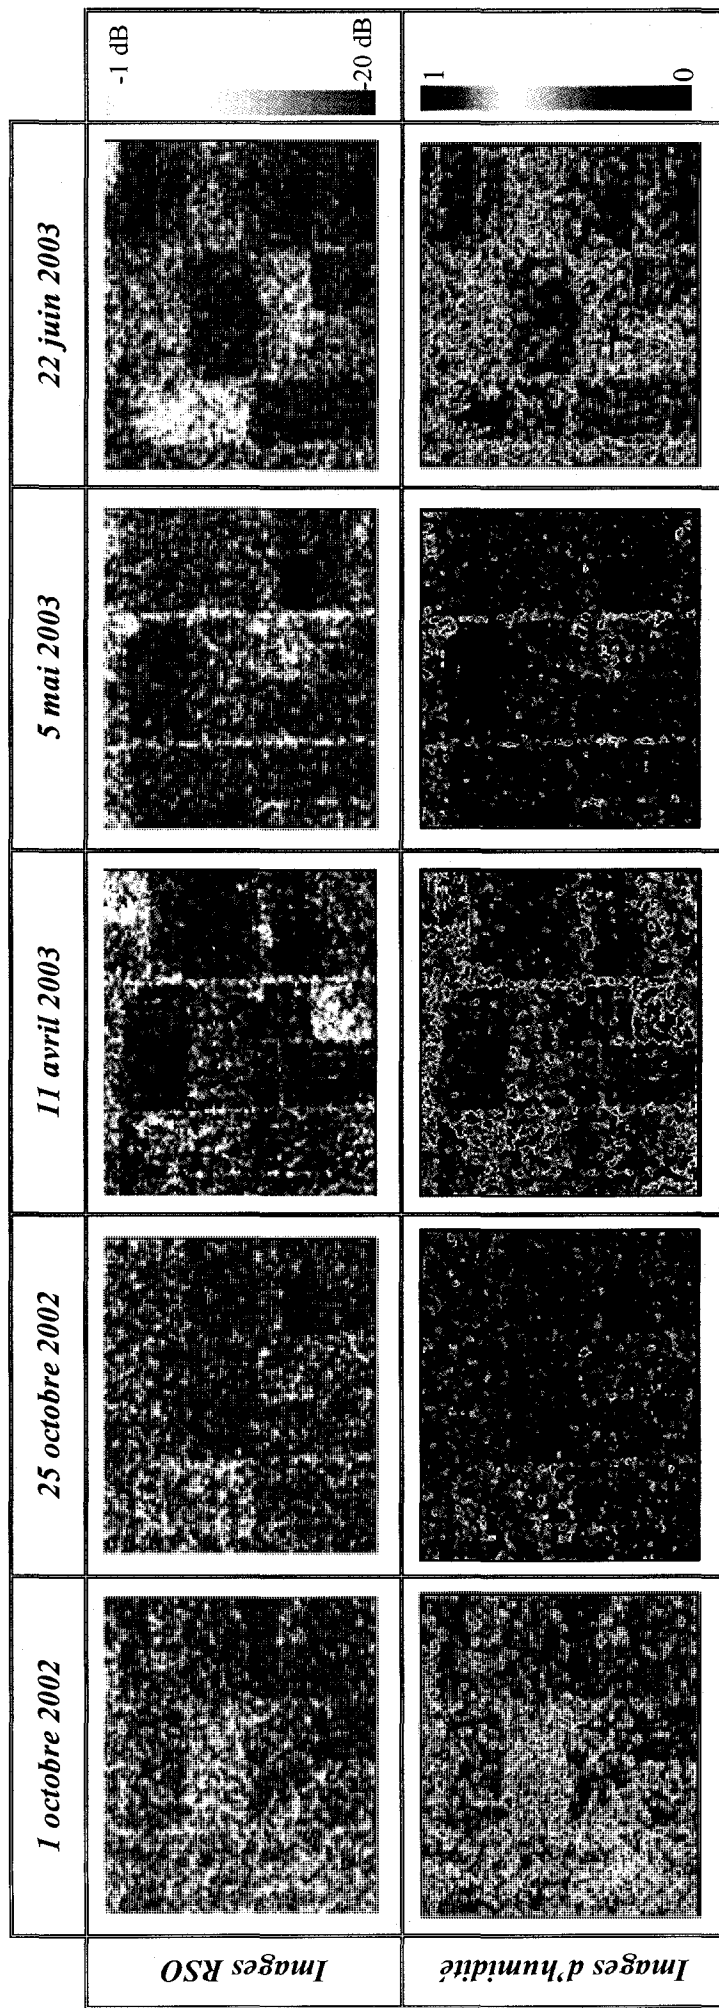 1 octobre 2002
25 octobre 2002
11 avril 2003
5 mai 2003
22 juin 2003
Images RSO
-1 dB
-20 dB
Images d'humidité
1
0